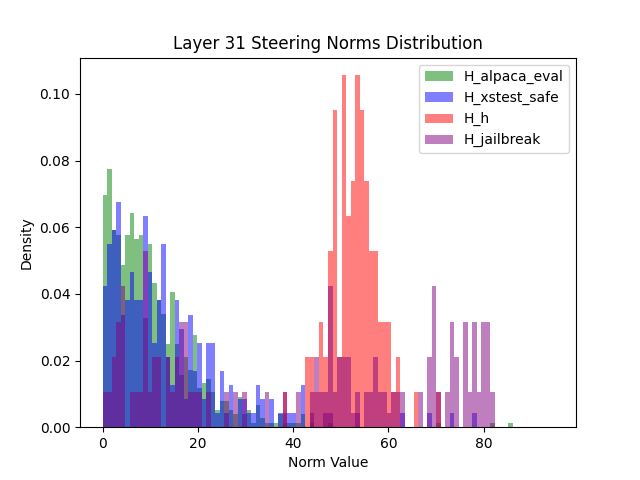 Layer 31 Steering Norms Distribution
H_alpaca_eval
H_xstest_safe
H_h
H_jailbreak
0.10
0.08
0.06
0.04
0.02
0.00
Density
0 20 40 60 80
Norm Value